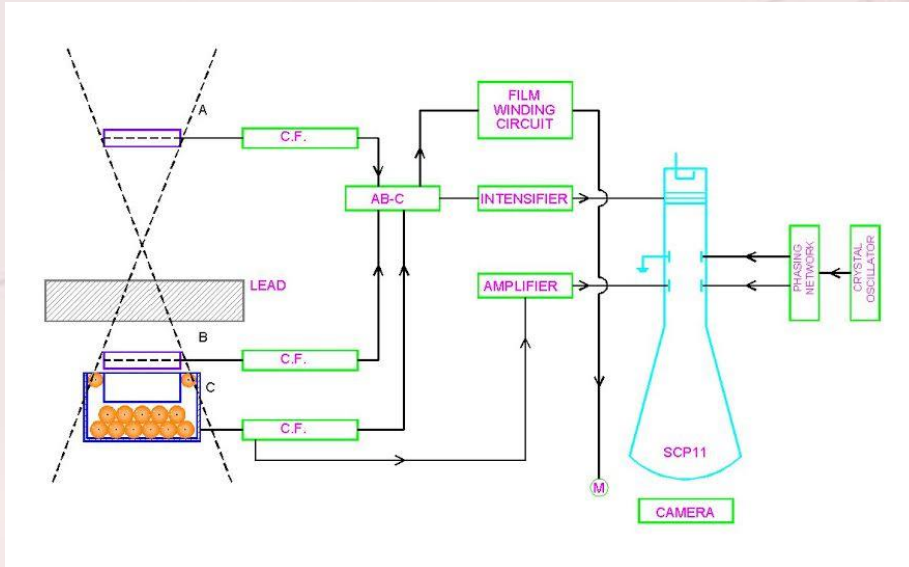 A
C.F.
FILM
WINDING
CIRCUIT
AB-C
INTENSIFIER
LEAD
AMPLIFIER
PHASING
NETWORK
CRYSTAL
OSCILLATOR
B
C.F.
C
C.F.
SCP11
M
CAMERA